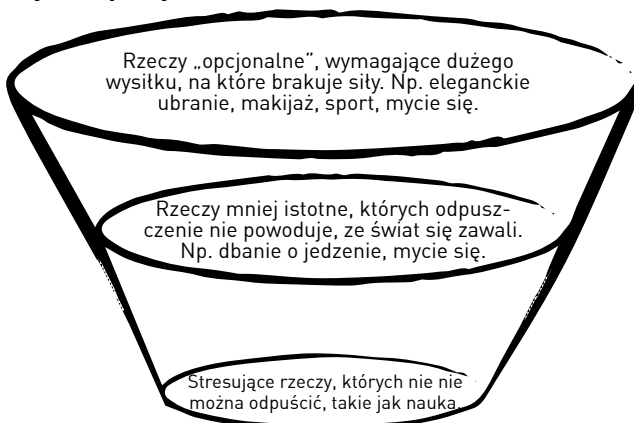 Rzeczy „opcjonalne”, wymagające dużego
wysiłku, na które brakuje siły. Np. eleganckie
ubranie, makijaż, sport, mycie się.
Rzeczy mniej istotne, których odpusz-
czenie nie powoduje, ze świat się zawali.
Np. dbanie o jedzenie, mycie się.
Stresujące rzeczy, których nie nie
można odpuścić, takie jak nauka.